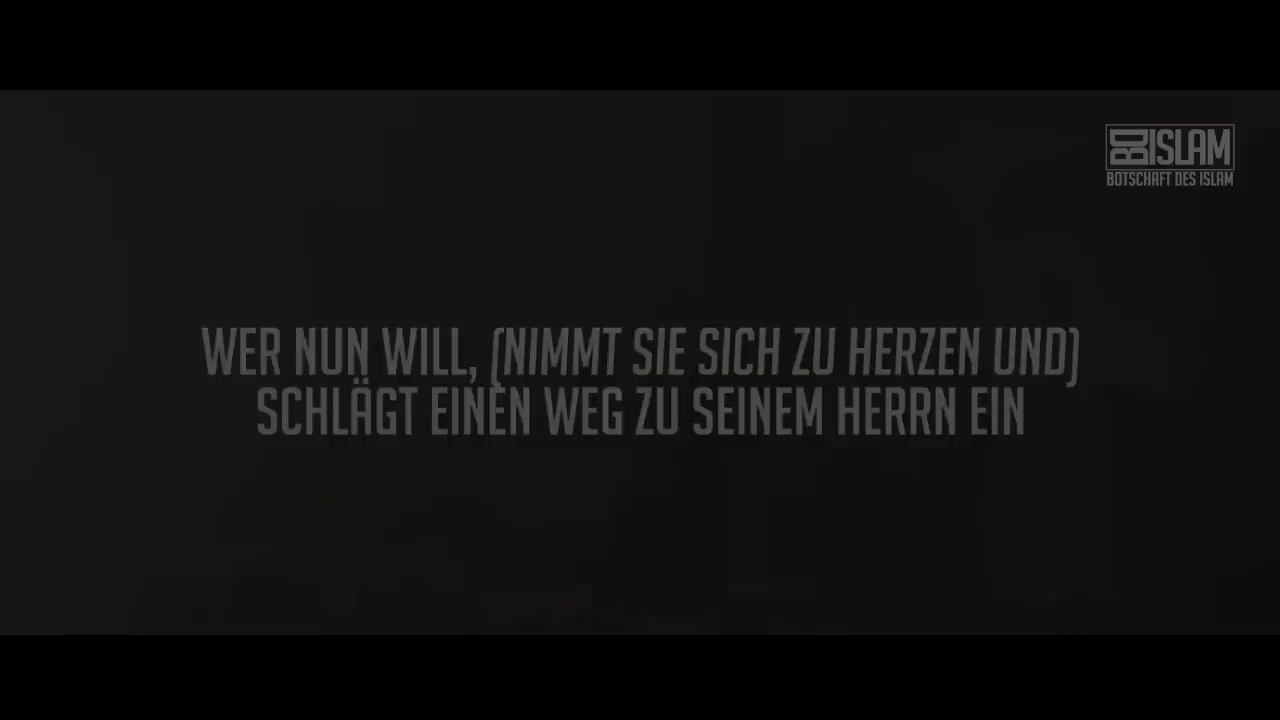 BDISLAM
BOTSCHAFT DES ISLAM
WER NUN WILL, (NIMMT SIE SICH ZU HERZEN UND)
SCHLÄGT EINEN WEG ZU SEINEM HERRN EIN